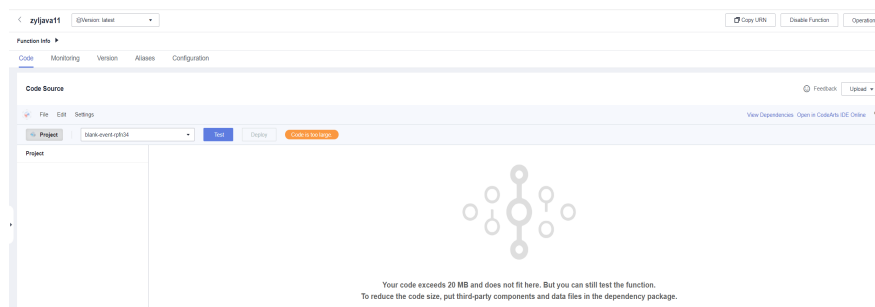 zyljava11 @Version latest Copy URN Disable Function Operation
Function Info
Code Monitoring Version Aliases Configuration
Code Source Feedback Upload
File Edit Settings View Dependencies Open in CodeArts IDE Online
Project blank-event-rpfn34 Test Deploy Code is too large.
Project
Your code exceeds 20 MB and does not fit here. But you can still test the function.
To reduce the code size, put third-party components and data files in the dependency package.